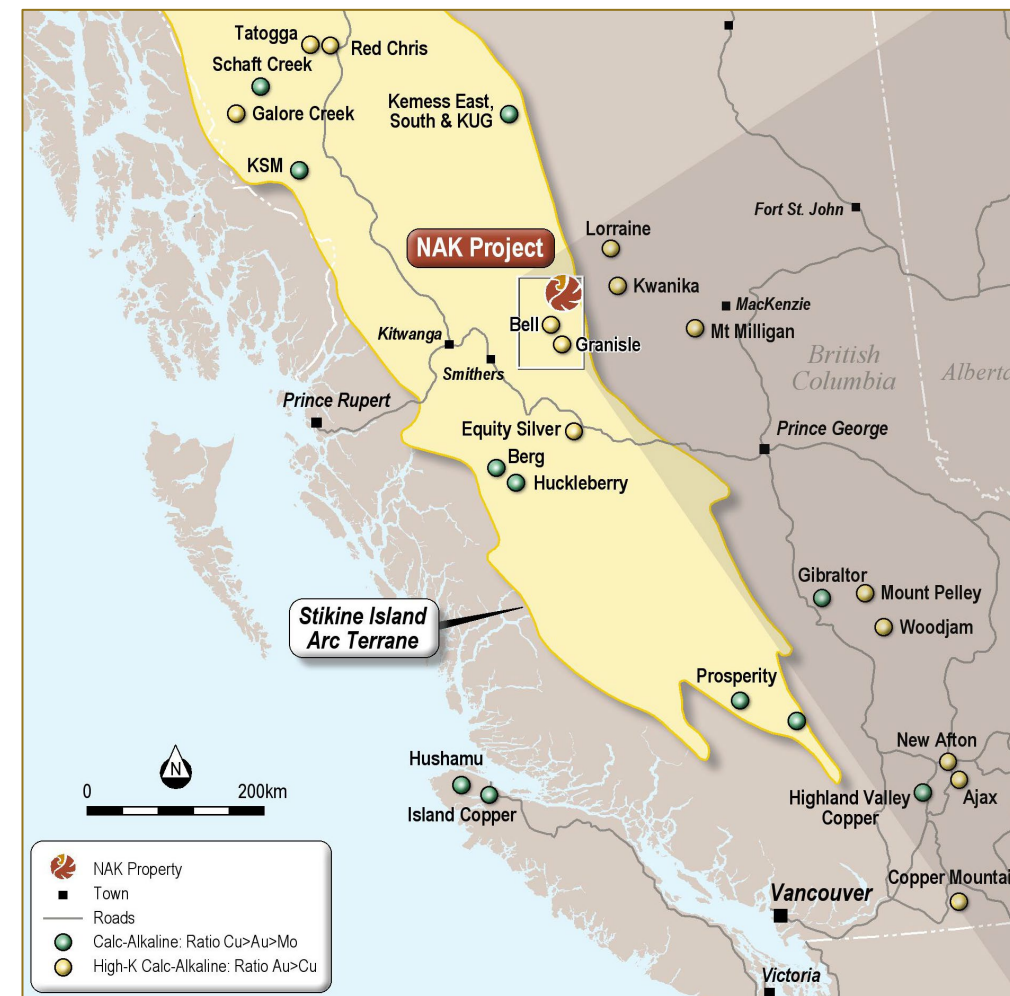 Tatogga
Red Chris
Schaft Creek
Galore Creek
Kemess East,
South & KUG
KSM
Fort St. John
Lorraine
NAK Project
Kwanika
MacKenzie
Bell
Mt Milligan
Kitwanga
Granisle
British
Columbia
Alberta
Smithers
Prince Rupert
Equity Silver
Prince George
Berg
Huckleberry
Gibraltor
Mount Pelley
Stikine Island
Arc Terrane
Woodjam
Prosperity
New Afton
Hushamu
N
0 200km
Highland Valley
Copper
Ajax
Island Copper
NAK Property
Town
Roads
Calc-Alkaline: Ratio Cu>Au>Mo
High-K Calc-Alkaline: Ratio Au>Cu
Copper Mountai
Vancouver
Victoria